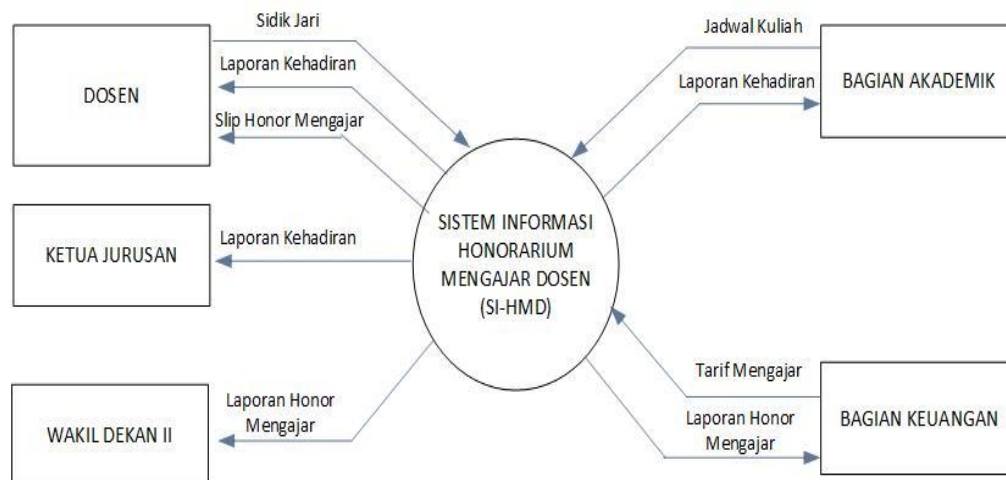 Sidik Jari
Laporan Kehadiran
DOSEN
Slip Honor Mengajar
Jadwal Kuliah
Laporan Kehadiran
BAGIAN AKADEMIK
SISTEM INFORMASI
HONORARIUM
MENGAJAR DOSEN
(SI-HMD)
KETUA JURUSAN
Laporan Kehadiran
WAKIL DEKAN II
Laporan Honor
Mengajar
Tarif Mengajar
Laporan Honor
Mengajar
BAGIAN KEUANGAN